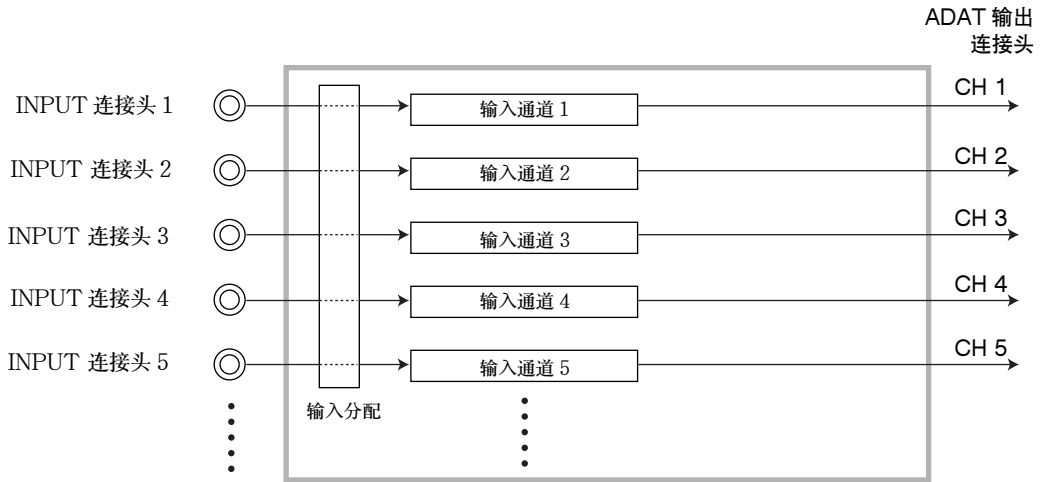 ADAT 输出
连接头
INPUT 连接头 1
输入通道 1
CH 1
INPUT 连接头 2
输入通道 2
CH 2
INPUT 连接头 3
输入通道 3
CH 3
INPUT 连接头 4
输入通道 4
CH 4
INPUT 连接头 5
输入通道 5
CH 5
输入分配